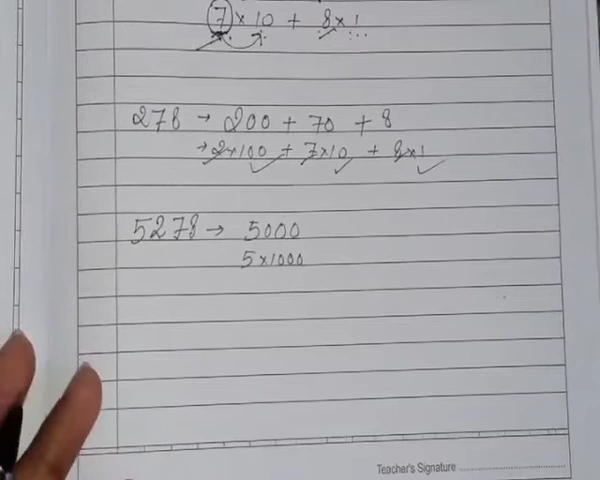 7×10 + 8×1
278 → 200 + 70 + 8
→ 2×100 + 7×10 + 8×1
5278 → 5000
5×1000
Teacher's Signature